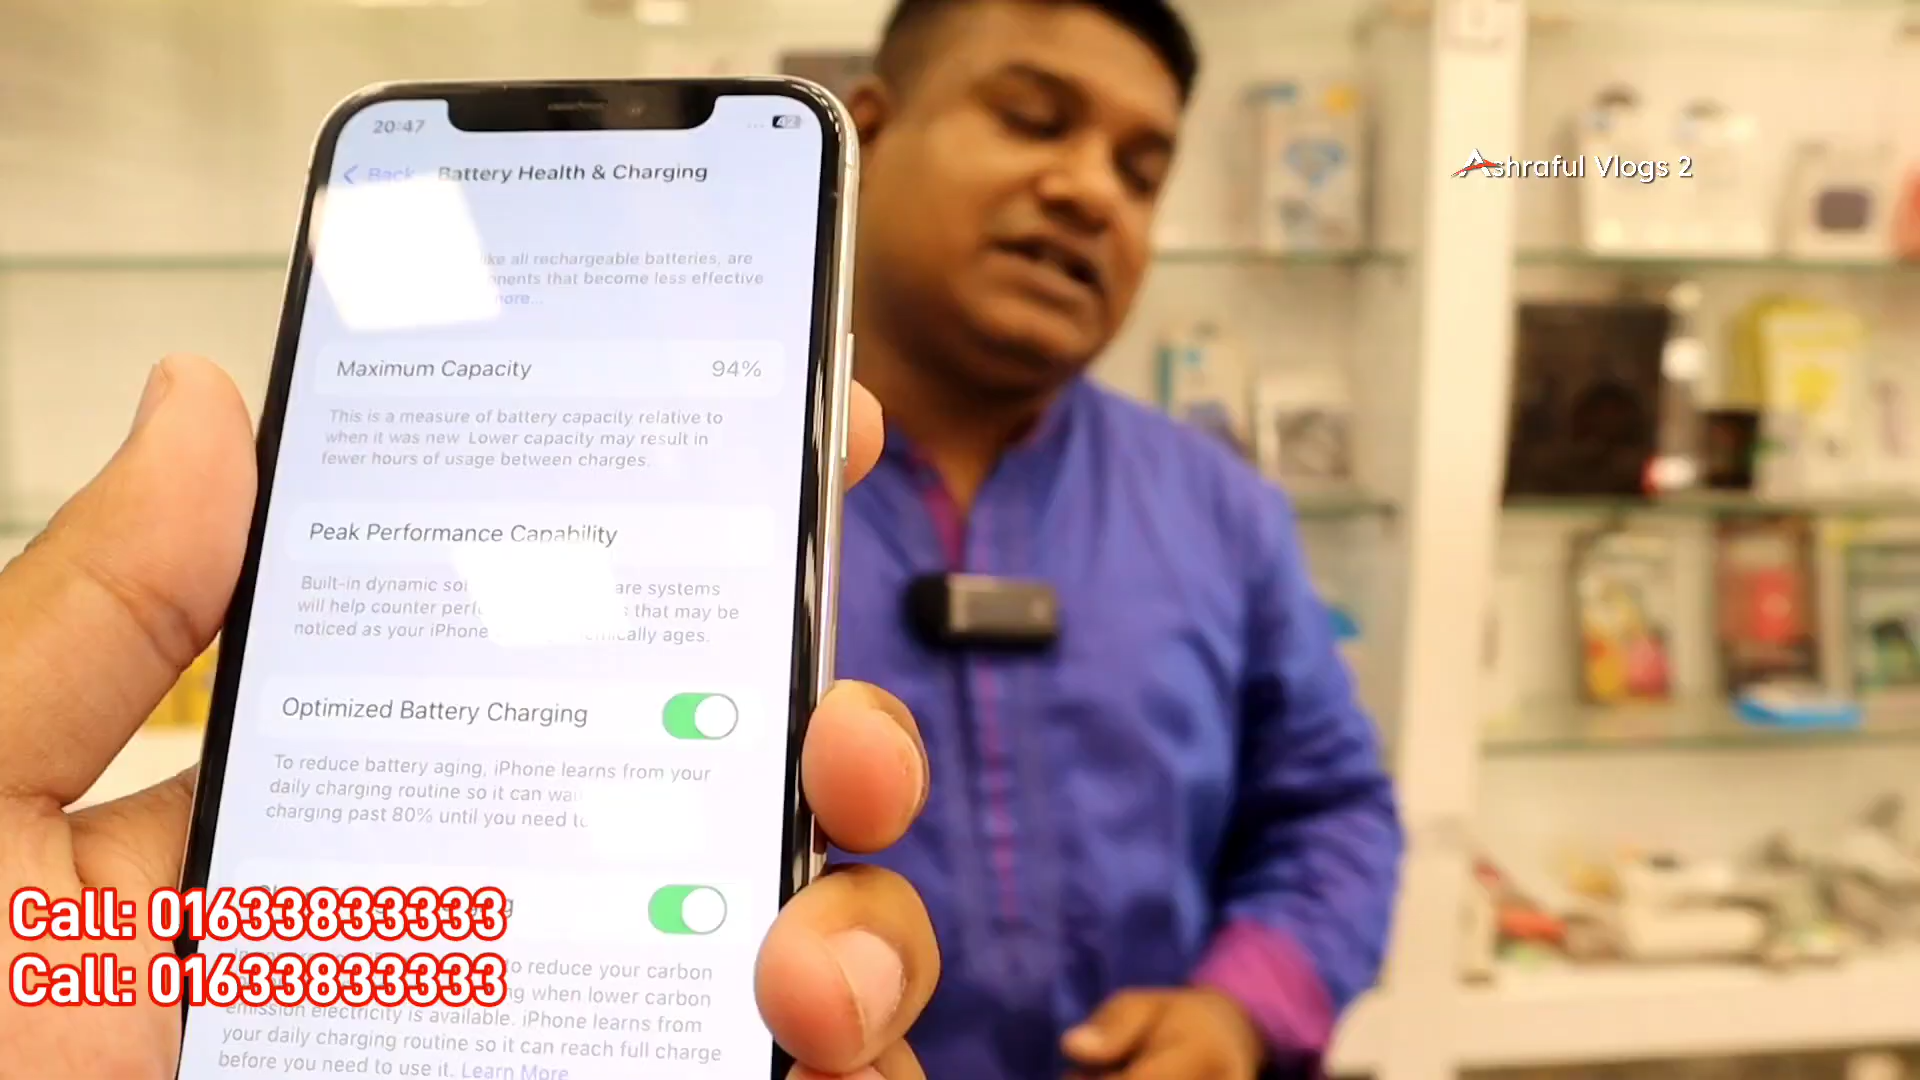 20:47
42
Ashraful Vlogs 2
Back
Battery Health & Charging
all rechargeable batteries, are
that become less effective
Maximum Capacity 94%
This is a measure of battery capacity relative to
when it was new. Lower capacity may result in
fewer hours of usage between charges.
Peak Performance Capability
Built-in dynamic systems
will help counter that may be
noticed as your iPhone ages.
Optimized Battery Charging
To reduce battery aging, iPhone learns from your
daily charging routine so it can
charging past 80% until you need to
Call: 01633833333
to reduce your carbon
Call: 01633833333
when lower carbon
emission electricity is available. iPhone learns from
your daily charging routine so it can reach full charge
before you need to use it. Learn More